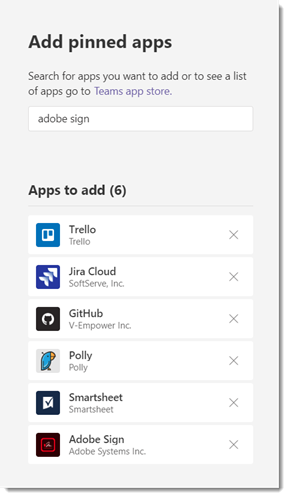 Add pinned apps
Search for apps you want to add or to see a list
of apps go to Teams app store.
adobe sign
Apps to add (6)
Trello
Trello
Jira Cloud
SoftServe, Inc.
GitHub
V-Empower Inc.
Polly
Polly
Smartsheet
Smartsheet
Adobe Sign
Adobe Systems Inc.